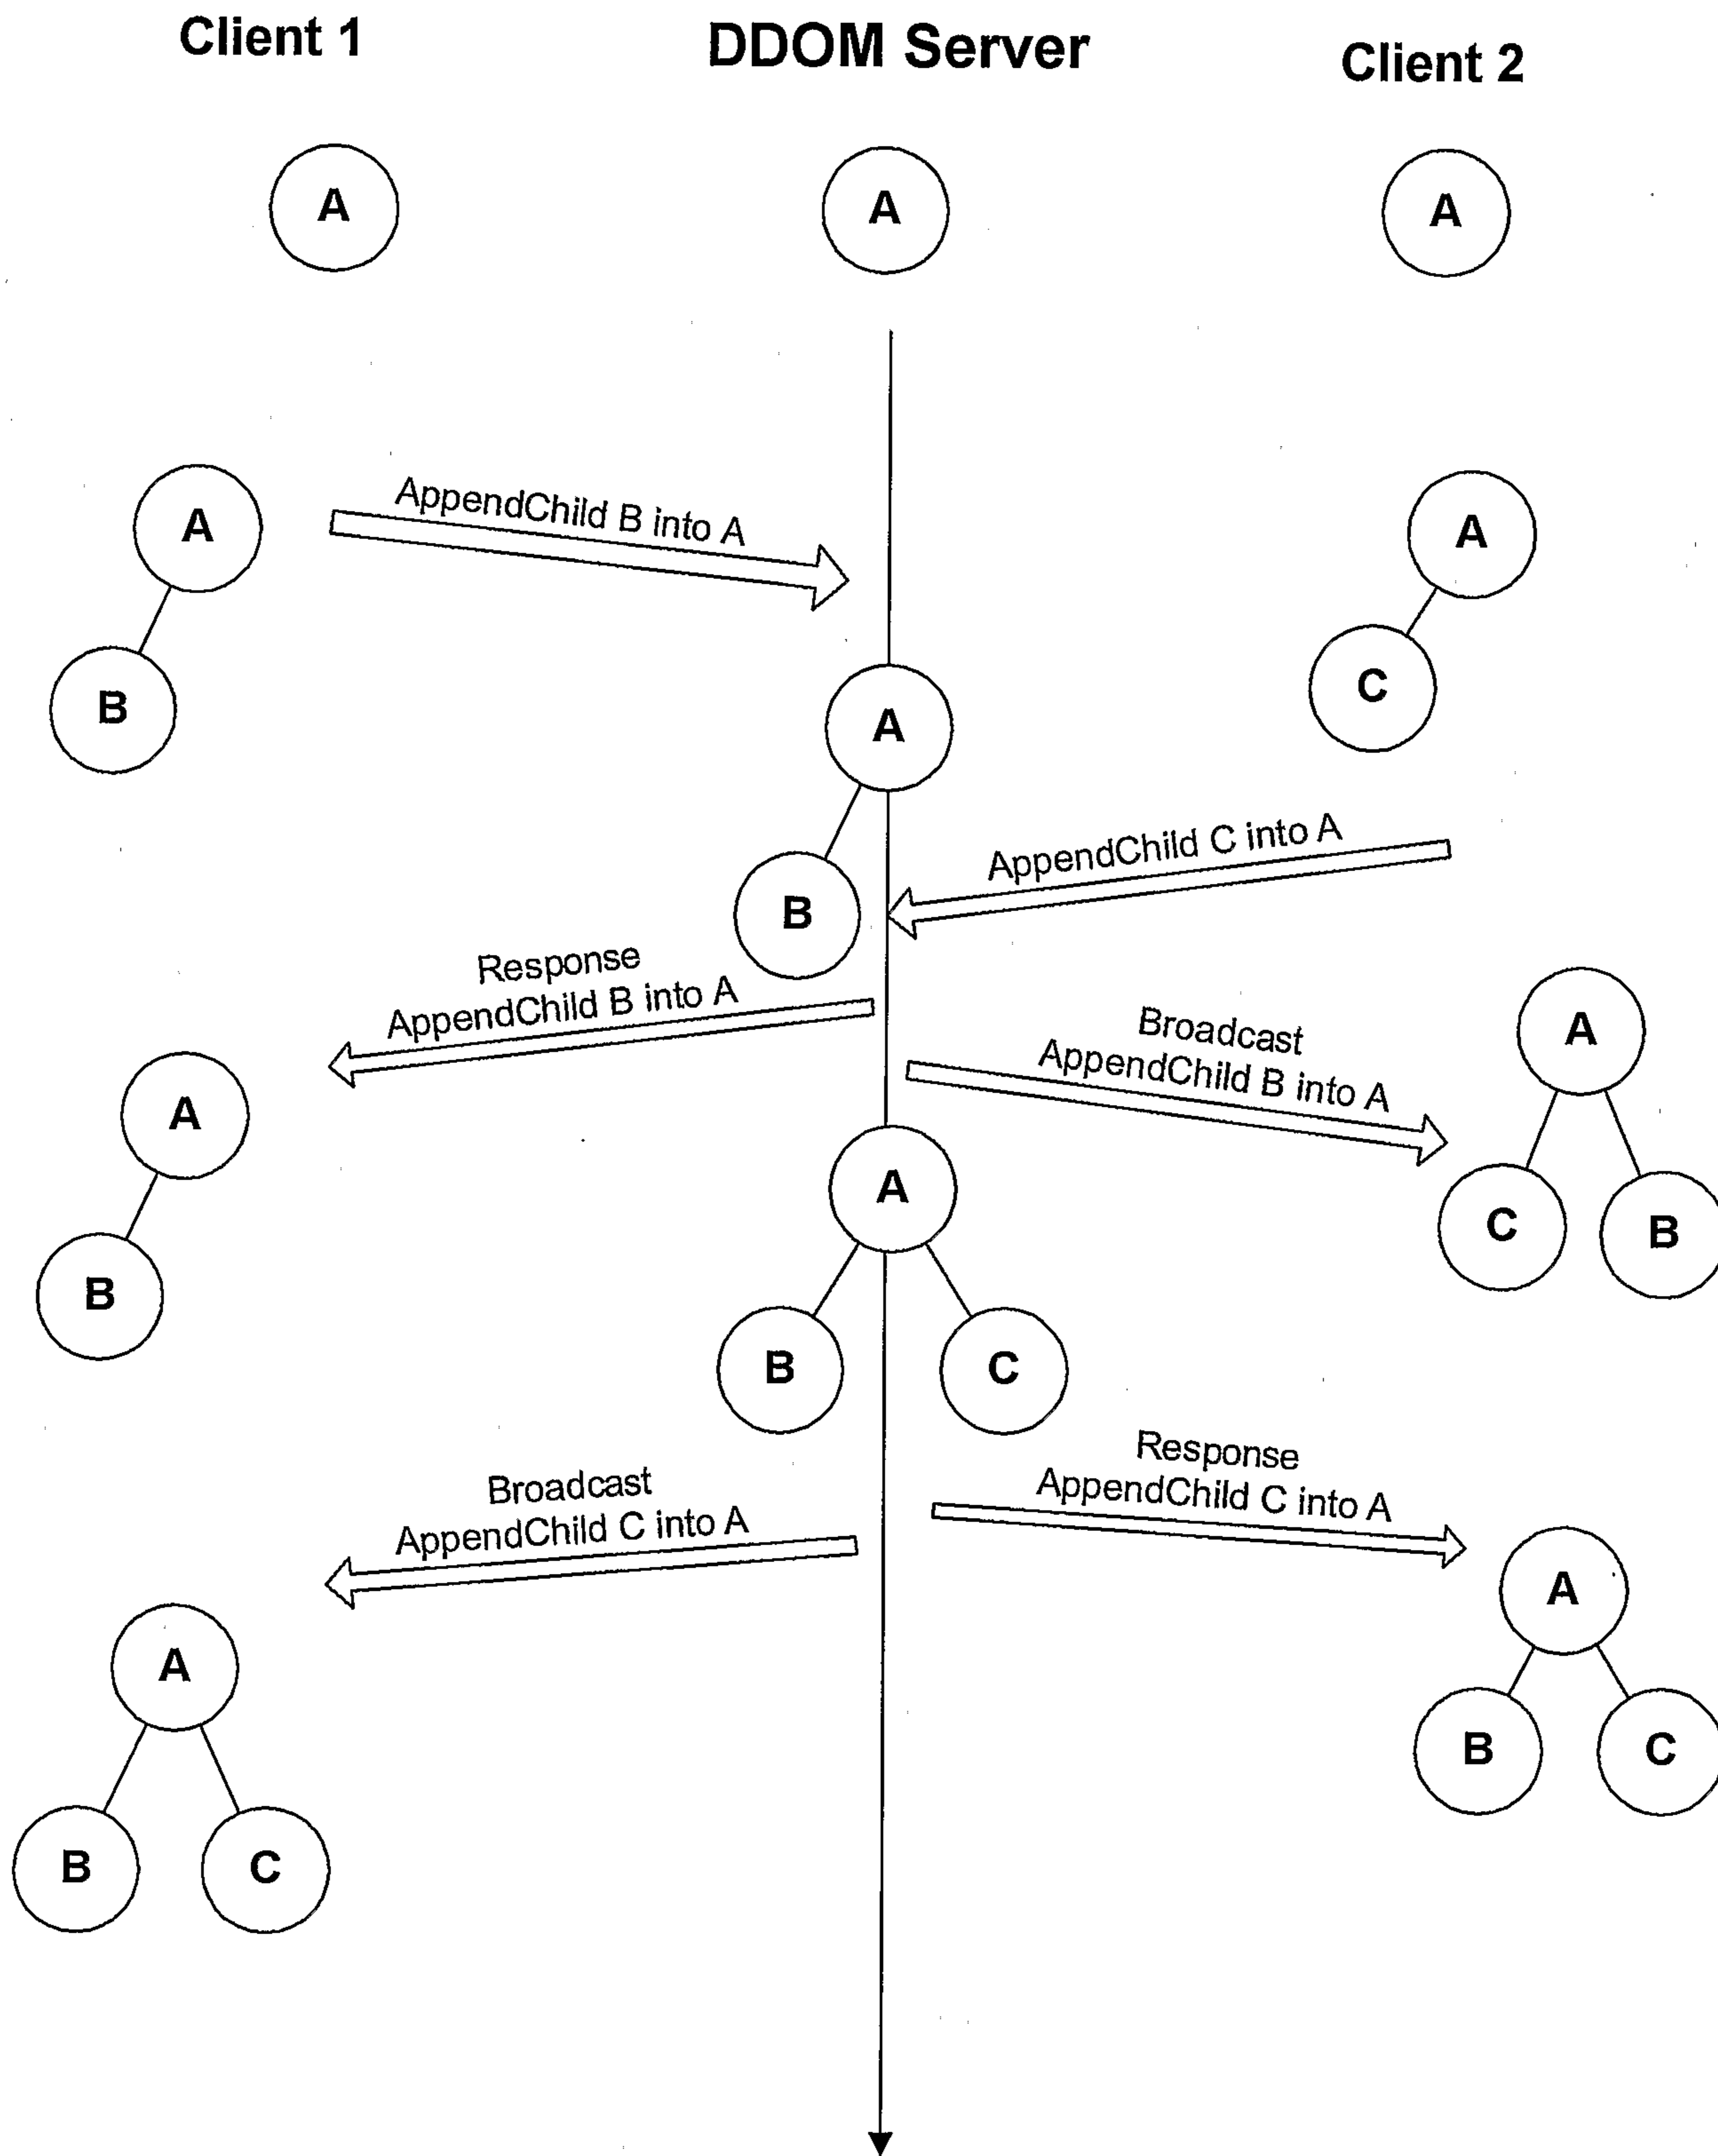 Client 1
DDOM Server
Client 2
A
A
A
A
AppendChild B into A
A
B
C
A
B
AppendChild C into A
Response
AppendChild B into A
Broadcast
AppendChild B into A
A
A
A
C
B
B
B
C
Broadcast
AppendChild C into A
Response
AppendChild C into A
A
A
B
C
B
C